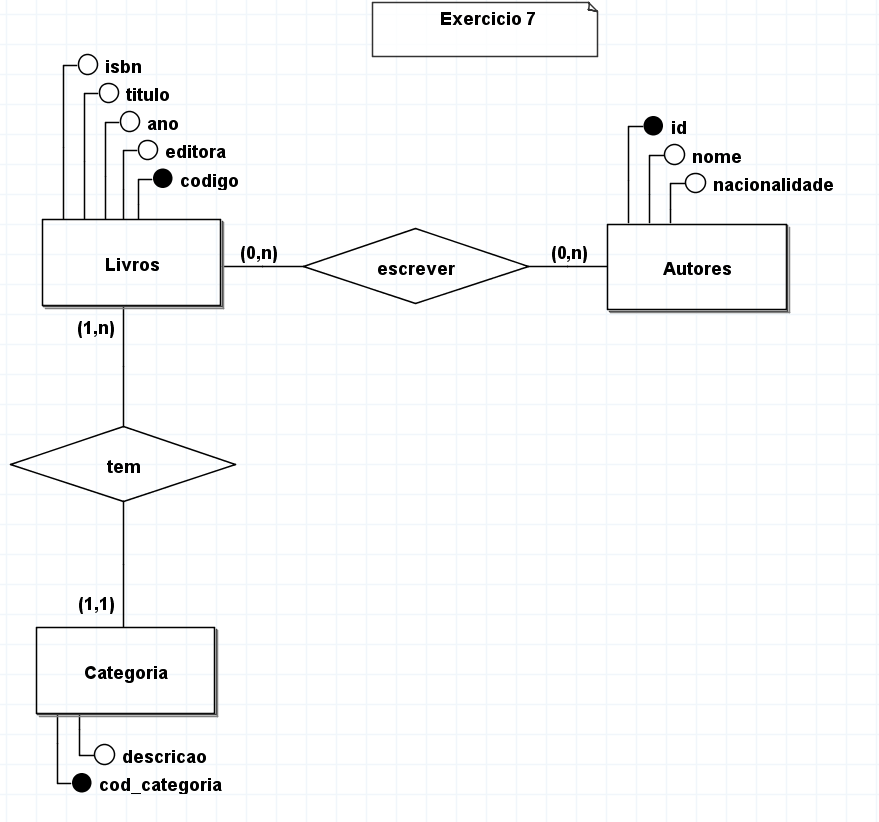 Exercicio 7
isbn
titulo
ano
editora
codigo
id
nome
nacionalidade
Livros
(0,n)
escrever
(0,n)
Autores
(1,n)
tem
(1,1)
Categoria
descricao
cod_categoria